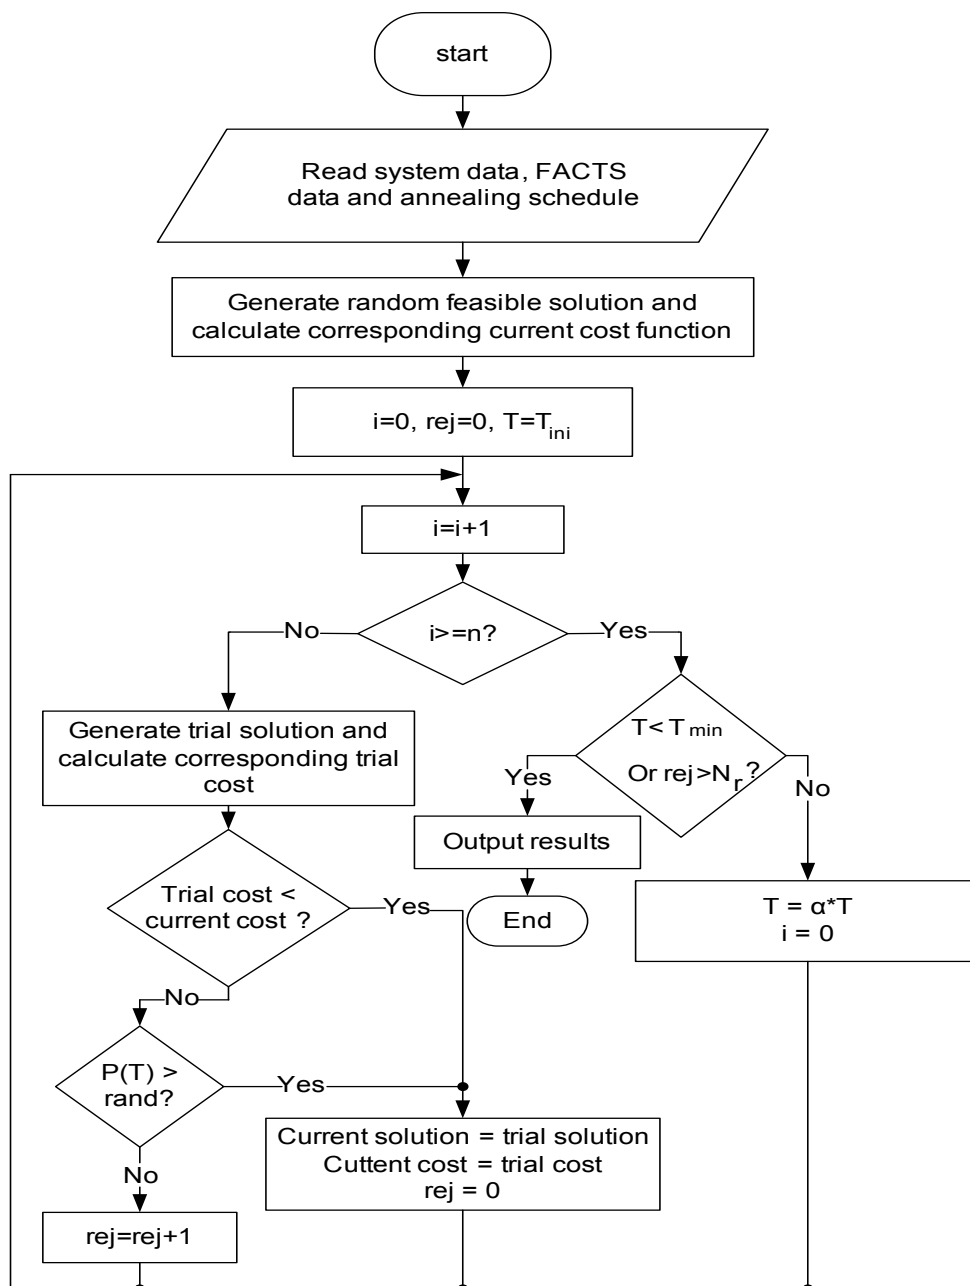 start
Read system data, FACTS
data and annealing schedule
Generate random feasible solution and
calculate corresponding current cost function
i=0, rej=0, T=T_ini
i=i+1
i>=n?
No
Yes
Generate trial solution and
calculate corresponding trial
cost
T< T min
Or rej>N_r?
Yes
No
Output results
End
T = α*T
i = 0
Trial cost <
current cost ?
Yes
No
P(T) >
rand?
Yes
No
Current solution = trial solution
Cuttent cost = trial cost
rej = 0
rej=rej+1